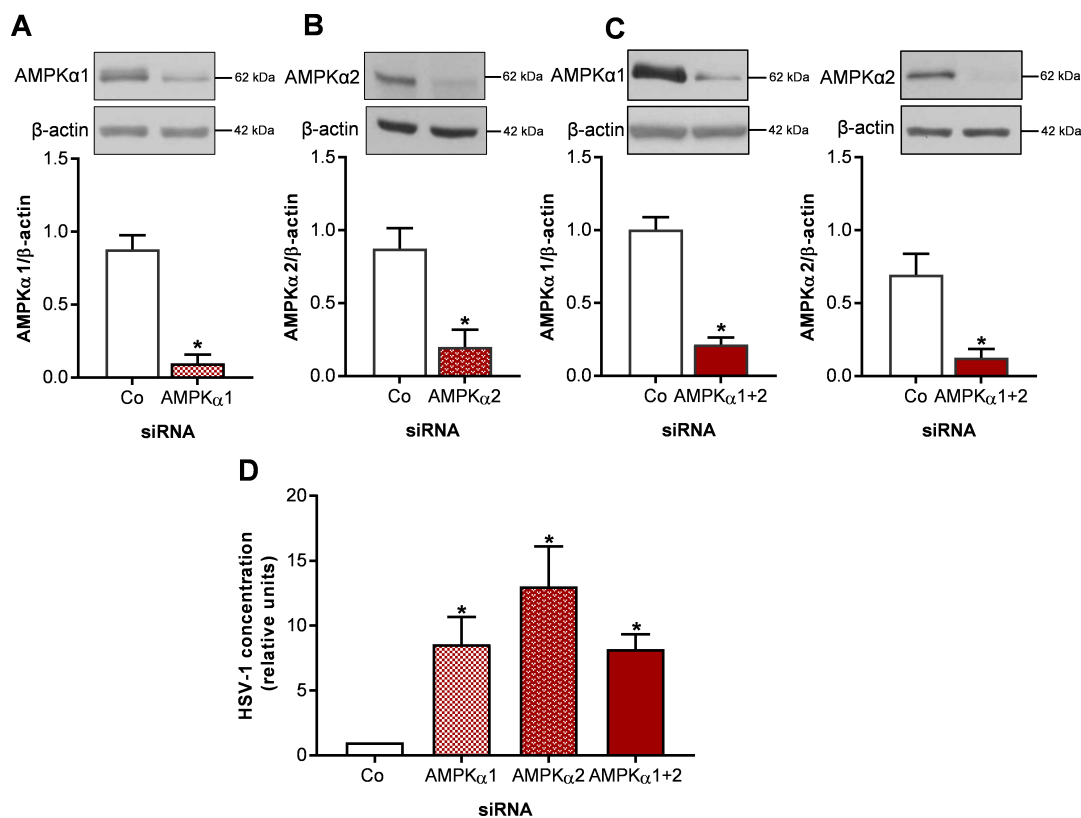 A
AMPKα1
62 kDa
β-actin
42 kDa
1.5
1.0
0.5
0.0
AMPKα1/β-actin
*
Co AMPKα1
siRNA
B
AMPKα2
62 kDa
β-actin
42 kDa
1.5
1.0
0.5
0.0
AMPKα2/β-actin
*
Co AMPKα2
siRNA
C
AMPKα1
62 kDa
β-actin
42 kDa
1.5
1.0
0.5
0.0
AMPKα1/β-actin
*
Co AMPKα1+2
siRNA
AMPKα2
62 kDa
β-actin
42 kDa
1.5
1.0
0.5
0.0
AMPKα2/β-actin
*
Co AMPKα1+2
siRNA
D
20
15
10
5
0
HSV-1 concentration
(relative units)
*
*
*
Co AMPKα1 AMPKα2 AMPKα1+2
siRNA